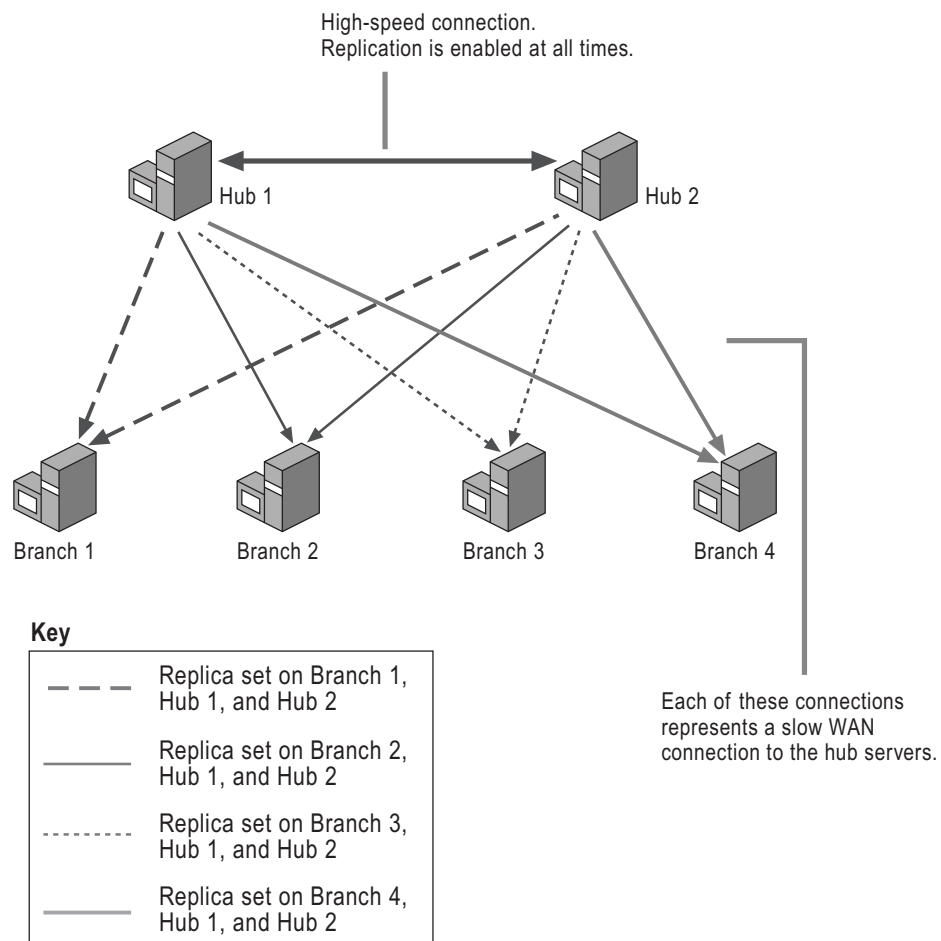 High-speed connection.
Replication is enabled at all times.
Hub 1
Hub 2
Branch 1
Branch 2
Branch 3
Branch 4
Key
Replica set on Branch 1,
Hub 1, and Hub 2
Replica set on Branch 2,
Hub 1, and Hub 2
Replica set on Branch 3,
Hub 1, and Hub 2
Replica set on Branch 4,
Hub 1, and Hub 2
Each of these connections
represents a slow WAN
connection to the hub servers.